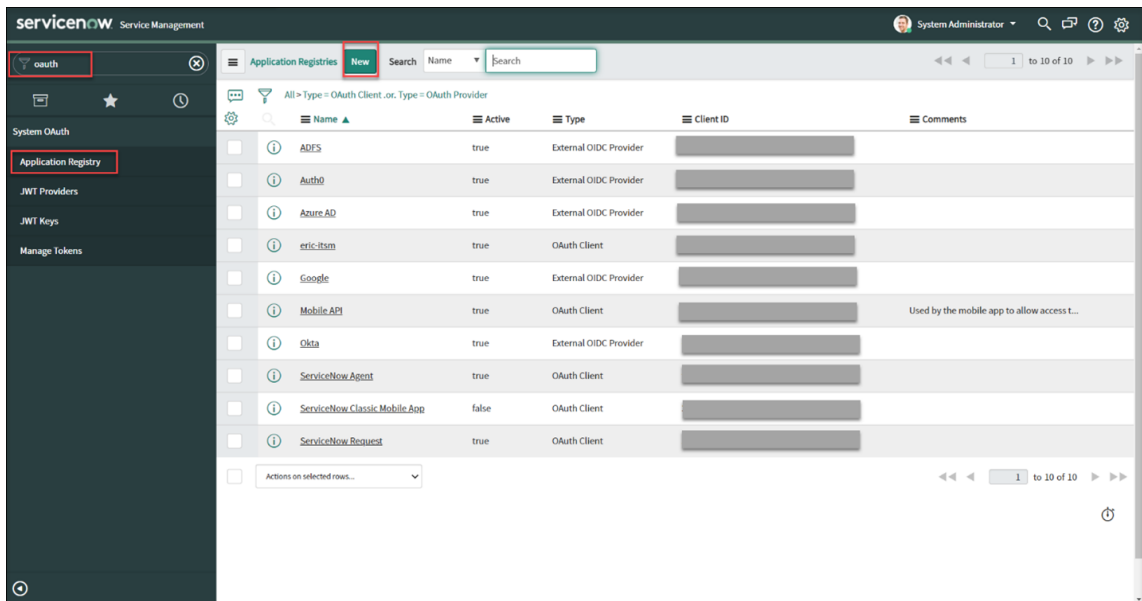 servicenow Service Management
System Administrator
oauth
System OAuth
Application Registry
JWT Providers
JWT Keys
Manage Tokens
Application Registries New Search Name Search 1 to 10 of 10
All > Type = OAuth Client .or. Type = OAuth Provider
Name Active Type Client ID Comments
ADFS true External OIDC Provider
Auth0 true External OIDC Provider
Azure AD true External OIDC Provider
eric-itsm true OAuth Client
Google true External OIDC Provider
Mobile API true OAuth Client Used by the mobile app to allow access t...
Okta true External OIDC Provider
ServiceNow Agent true OAuth Client
ServiceNow Classic Mobile App false OAuth Client
ServiceNow Request true OAuth Client
Actions on selected rows... 1 to 10 of 10